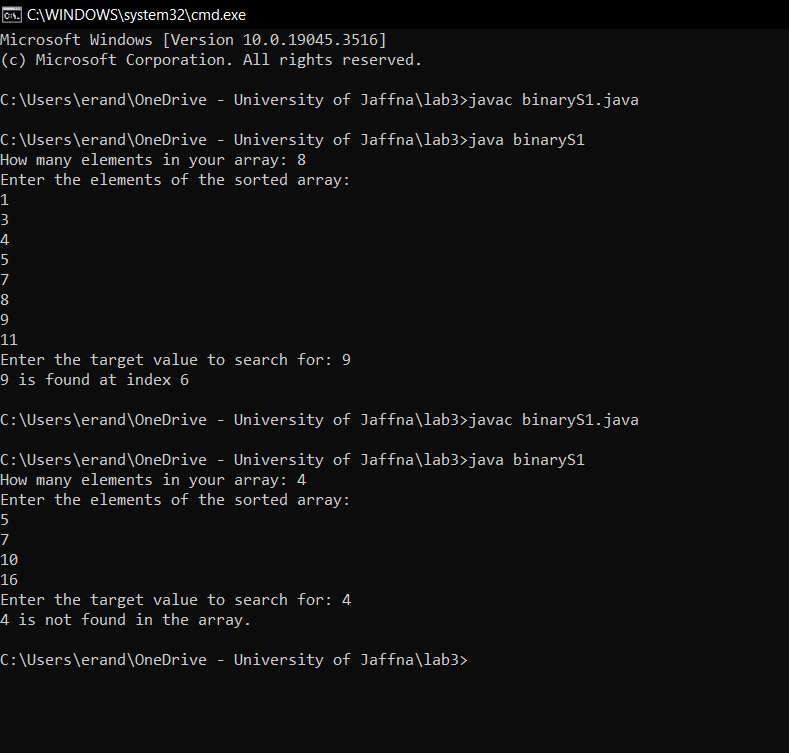 C:\WINDOWS\system32\cmd.exe
Microsoft Windows [Version 10.0.19045.3516]
(c) Microsoft Corporation. All rights reserved.
C:\Users\erand\OneDrive - University of Jaffna\lab3>javac binaryS1.java
C:\Users\erand\OneDrive - University of Jaffna\lab3>java binaryS1
How many elements in your array: 8
Enter the elements of the sorted array:
1
3
4
5
7
8
9
11
Enter the target value to search for: 9
9 is found at index 6
C:\Users\erand\OneDrive - University of Jaffna\lab3>javac binaryS1.java
C:\Users\erand\OneDrive - University of Jaffna\lab3>java binaryS1
How many elements in your array: 4
Enter the elements of the sorted array:
5
7
10
16
Enter the target value to search for: 4
4 is not found in the array.
C:\Users\erand\OneDrive - University of Jaffna\lab3>